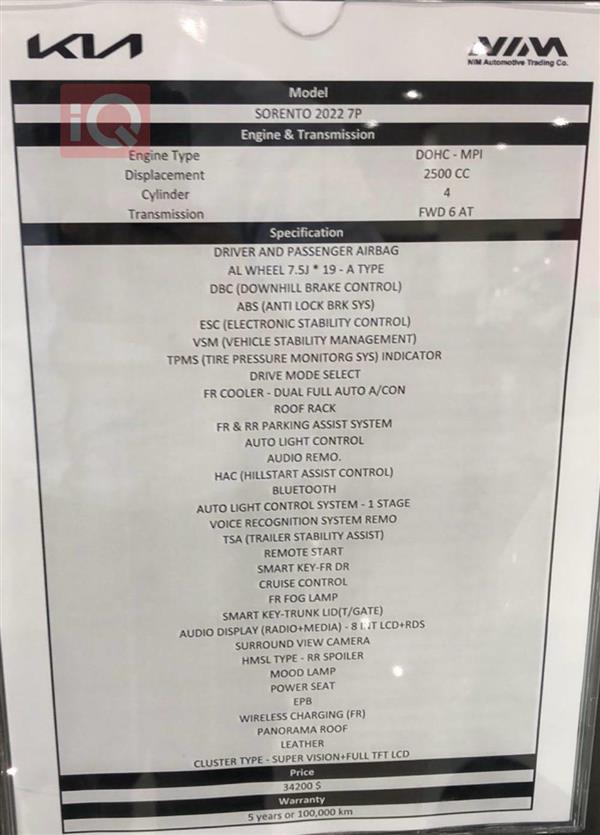 KIA
NIM
NIM Automotive Trading Co.
iQ
Model
SORENTO 2022 7P
Engine & Transmission
Engine Type DOHC - MPI
Displacement 2500 CC
Cylinder 4
Transmission FWD 6 AT
Specification
DRIVER AND PASSENGER AIRBAG
AL WHEEL 7.5J * 19 - A TYPE
DBC (DOWNHILL BRAKE CONTROL)
ABS (ANTI LOCK BRK SYS)
ESC (ELECTRONIC STABILITY CONTROL)
VSM (VEHICLE STABILITY MANAGEMENT)
TPMS (TIRE PRESSURE MONITORG SYS) INDICATOR
DRIVE MODE SELECT
FR COOLER - DUAL FULL AUTO A/CON
ROOF RACK
FR & RR PARKING ASSIST SYSTEM
AUTO LIGHT CONTROL
AUDIO REMO.
HAC (HILLSTART ASSIST CONTROL)
BLUETOOTH
AUTO LIGHT CONTROL SYSTEM - 1 STAGE
VOICE RECOGNITION SYSTEM REMO
TSA (TRAILER STABILITY ASSIST)
REMOTE START
SMART KEY-FR DR
CRUISE CONTROL
FR FOG LAMP
SMART KEY-TRUNK LID(T/GATE)
AUDIO DISPLAY (RADIO+MEDIA) - 8 INT LCD+RDS
SURROUND VIEW CAMERA
HMSL TYPE - RR SPOILER
MOOD LAMP
POWER SEAT
EPB
WIRELESS CHARGING (FR)
PANORAMA ROOF
LEATHER
CLUSTER TYPE - SUPER VISION+FULL TFT LCD
Price
34200 $
Warranty
5 years or 100,000 km